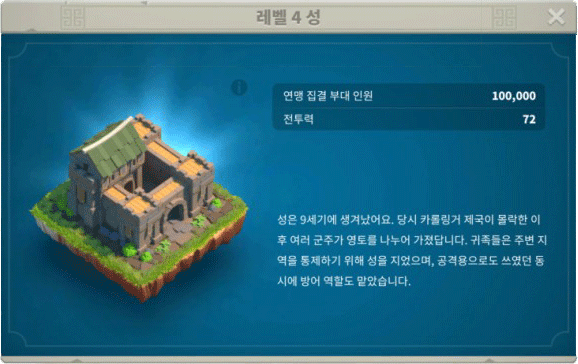 레벨 4 성
연맹 집결 부대 인원 100,000
전투력 72
성은 9세기에 생겨났어요. 당시 카롤링거 제국이 몰락한 이
후 여러 군주가 영토를 나누어 가졌답니다. 귀족들은 주변 지
역을 통제하기 위해 성을 지었으며, 공격용으로도 쓰였던 동
시에 방어 역할도 맡았습니다.